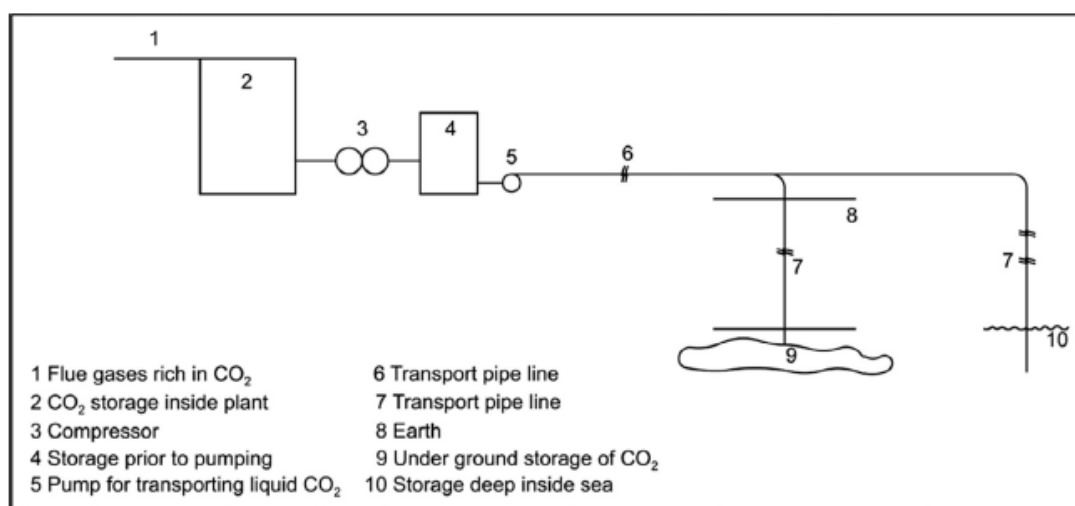 1
2
3
4
5
6
7
8
7
9
10
1 Flue gases rich in CO₂
2 CO₂ storage inside plant
3 Compressor
4 Storage prior to pumping
5 Pump for transporting liquid CO₂
6 Transport pipe line
7 Transport pipe line
8 Earth
9 Under ground storage of CO₂
10 Storage deep inside sea